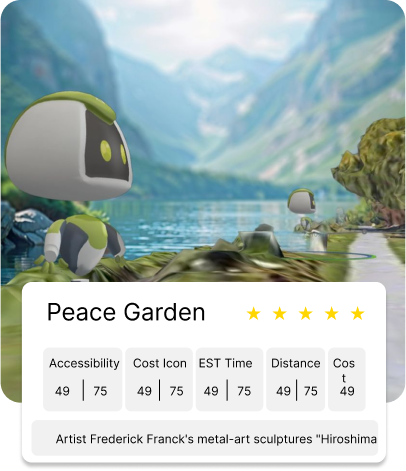 Peace Garden
Accessibility Cost Icon EST Time Distance Cos
t
49 | 75 49 | 75 49 | 75 49 | 75 49
Artist Frederick Franck's metal-art sculptures "Hiroshima